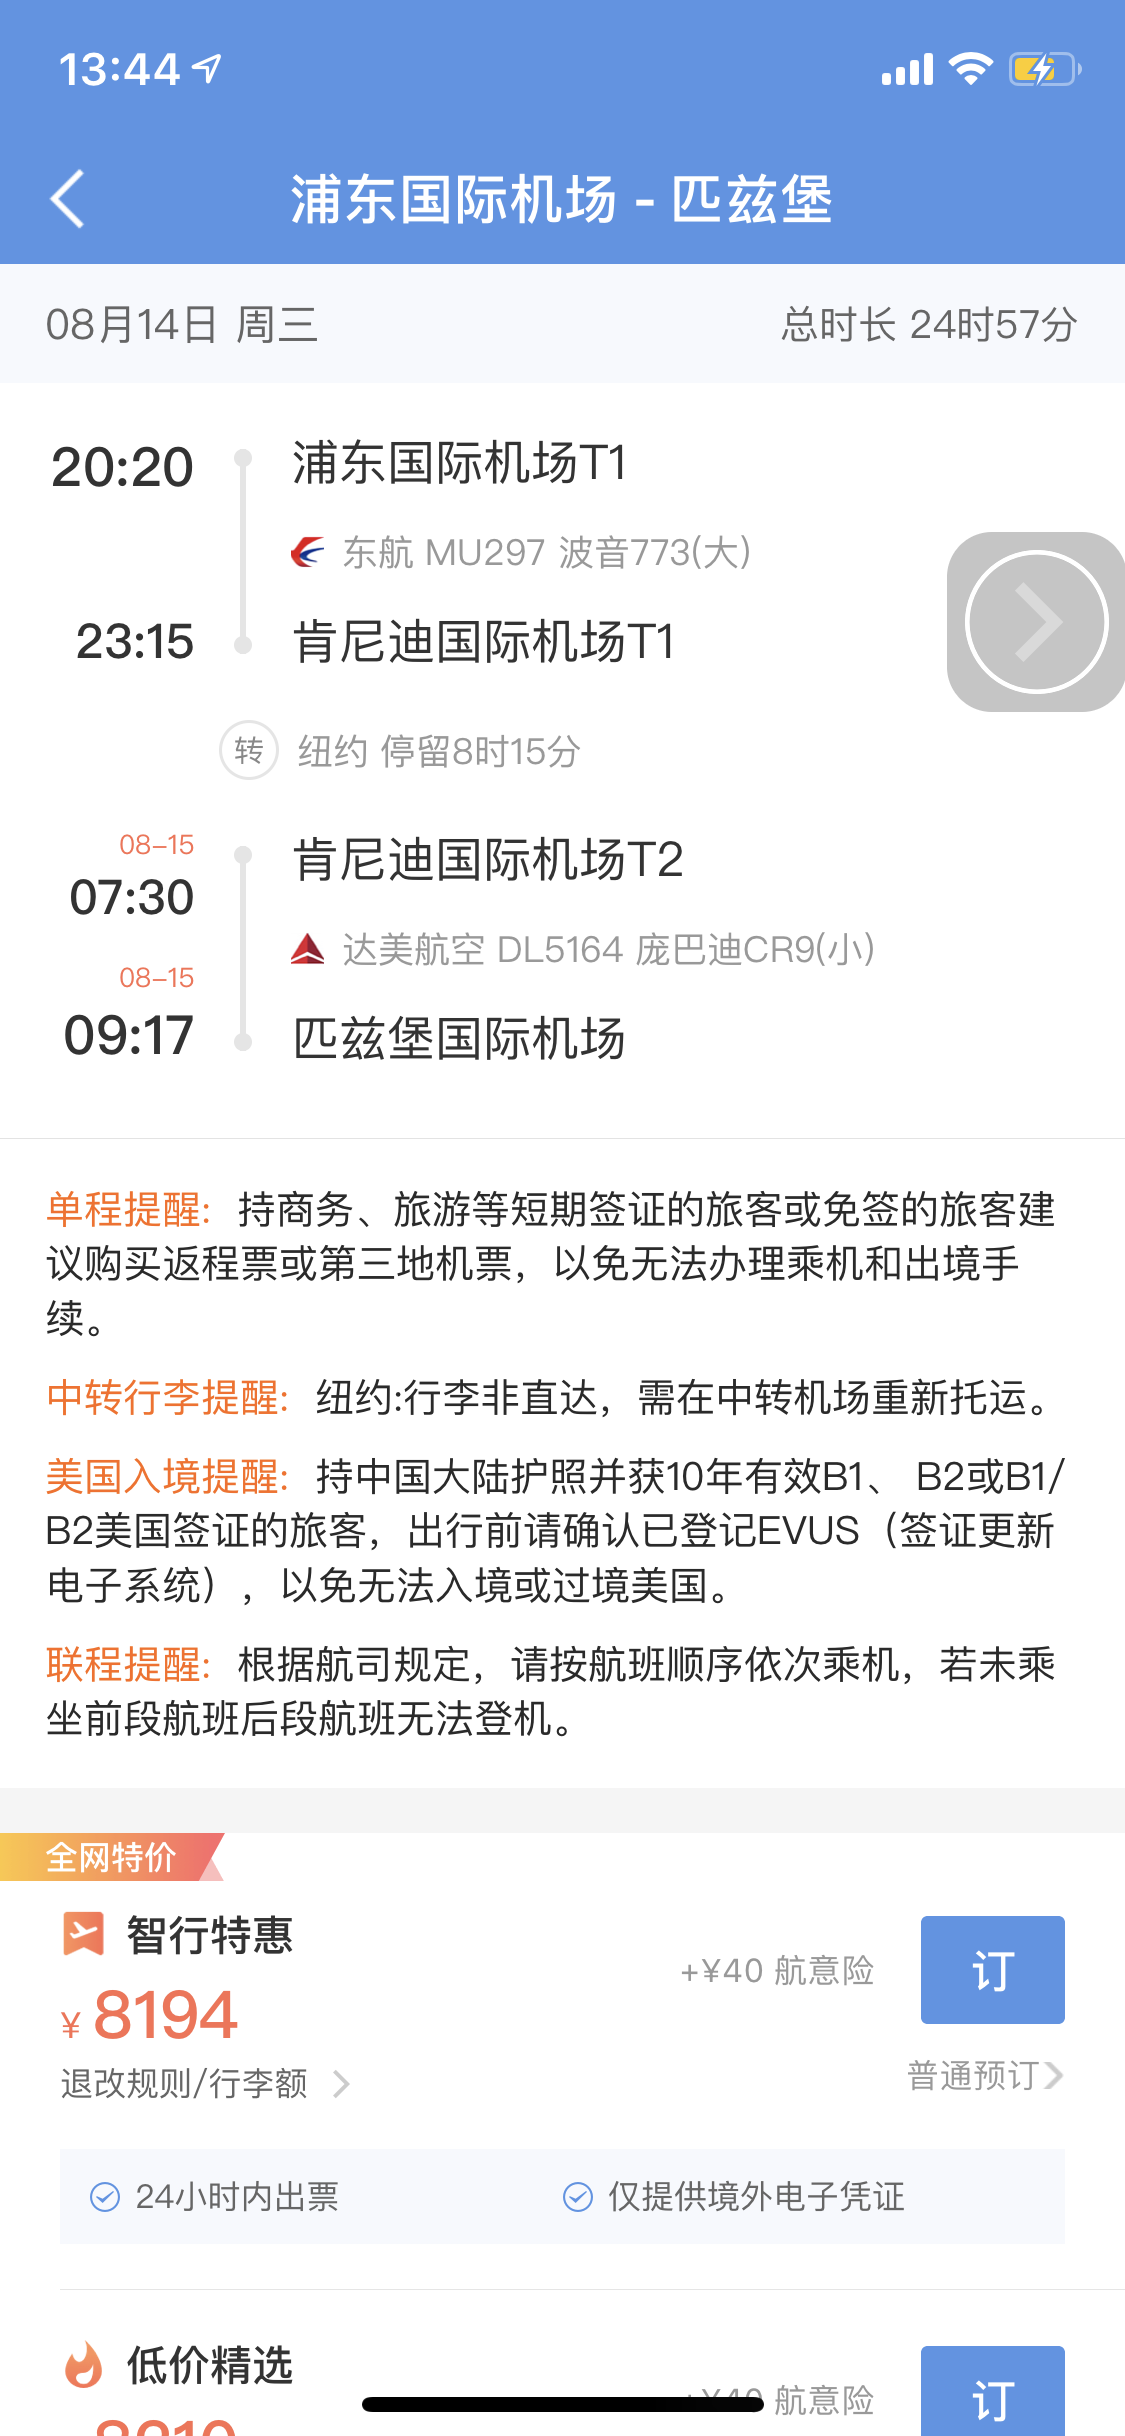 13:44
浦东国际机场 - 匹兹堡
08月14日 周三
总时长 24时57分
20:20
浦东国际机场T1
东航 MU297 波音773(大)
23:15
肯尼迪国际机场T1
转
纽约 停留8时15分
08-15
07:30
肯尼迪国际机场T2
达美航空 DL5164 庞巴迪CR9(小)
08-15
09:17
匹兹堡国际机场
单程提醒: 持商务、旅游等短期签证的旅客或免签的旅客建
议购买返程票或第三地机票，以免无法办理乘机和出境手
续。
中转行李提醒: 纽约:行李非直达，需在中转机场重新托运。
美国入境提醒: 持中国大陆护照并获10年有效B1、 B2或B1/
B2美国签证的旅客，出行前请确认已登记EVUS（签证更新
电子系统），以免无法入境或过境美国。
联程提醒: 根据航司规定，请按航班顺序依次乘机，若未乘
坐前段航班后段航班无法登机。
全网特价
智行特惠
+¥40 航意险
订
¥ 8194
退改规则/行李额
普通预订
24小时内出票
仅提供境外电子凭证
低价精选
+¥40 航意险
订